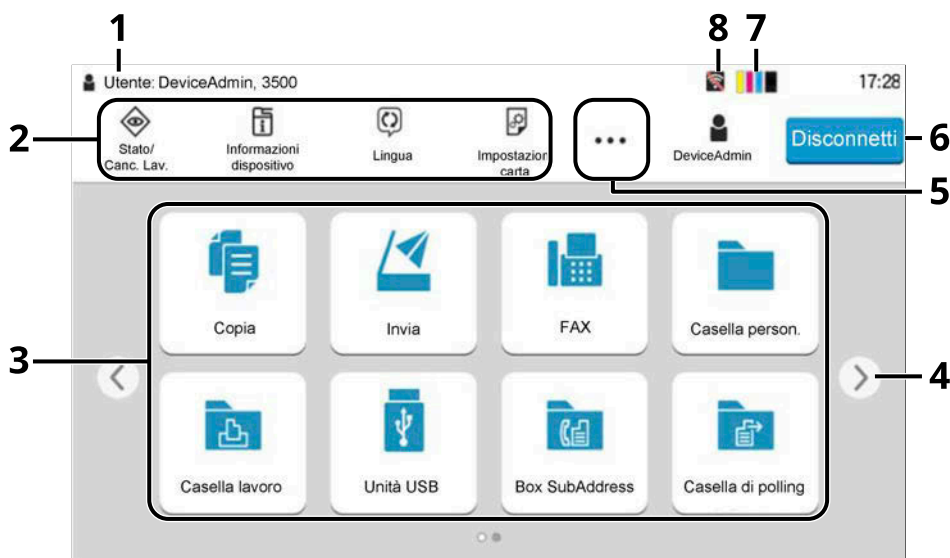 1
8 7
Utente: DeviceAdmin, 3500
17:28
2
Stato/
Canc. Lav.
Informazioni
dispositivo
Lingua
Impostazion
carta
...
DeviceAdmin
Disconnetti
6
5
Copia
Invia
FAX
Casella person.
3
4
Casella lavoro
Unità USB
Box SubAddress
Casella di polling